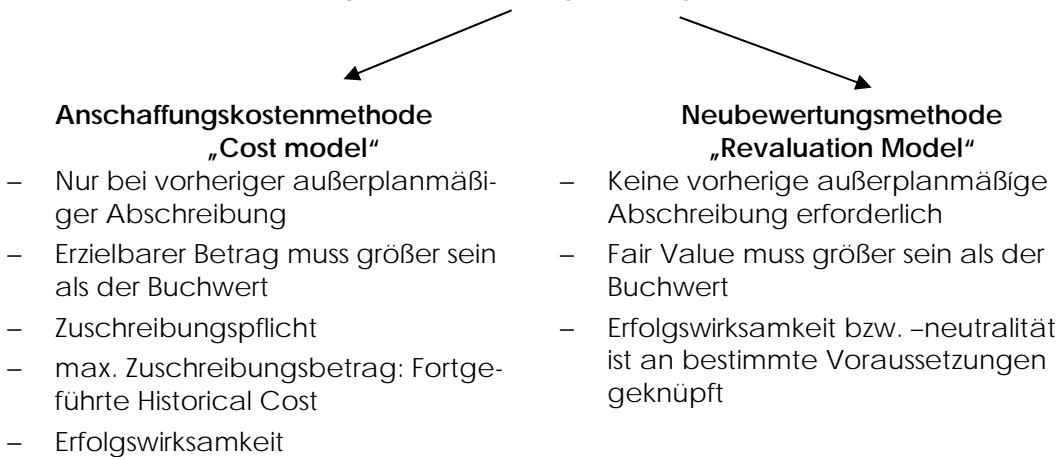 Anschaffungskostenmethode
„Cost model“
– Nur bei vorheriger außerplanmäßi-
ger Abschreibung
– Erzielbarer Betrag muss größer sein
als der Buchwert
– Zuschreibungspflicht
– max. Zuschreibungsbetrag: Fortge-
führte Historical Cost
– Erfolgswirksamkeit
Neubewertungsmethode
„Revaluation Model“
– Keine vorherige außerplanmäßíge
Abschreibung erforderlich
– Fair Value muss größer sein als der
Buchwert
– Erfolgswirksamkeit bzw. –neutralität
ist an bestimmte Voraussetzungen
geknüpft